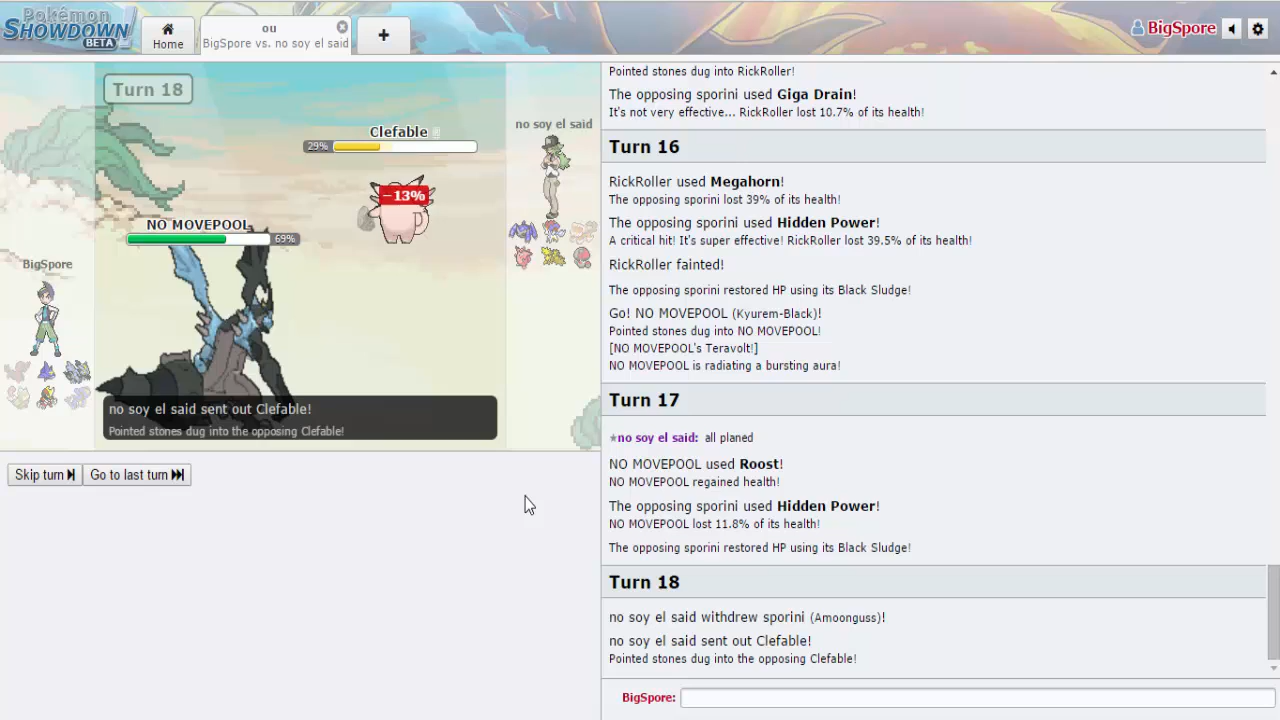 Pokémon
SHOWDOWN
BETA
Home
ou
BigSpore vs. no soy el said
+
BigSpore
Turn 18
Clefable
29%
−13%
NO MOVEPOOL
69%
BigSpore
no soy el said
no soy el said sent out Clefable!
Pointed stones dug into the opposing Clefable!
Skip turn
Go to last turn
Pointed stones dug into RickRoller!
The opposing sporini used Giga Drain!
It's not very effective... RickRoller lost 10.7% of its health!
Turn 16
RickRoller used Megahorn!
The opposing sporini lost 39% of its health!
The opposing sporini used Hidden Power!
A critical hit! It's super effective! RickRoller lost 39.5% of its health!
RickRoller fainted!
The opposing sporini restored HP using its Black Sludge!
Go! NO MOVEPOOL (Kyurem-Black)!
Pointed stones dug into NO MOVEPOOL!
[NO MOVEPOOL's Teravolt!]
NO MOVEPOOL is radiating a bursting aura!
Turn 17
★no soy el said: all planed
NO MOVEPOOL used Roost!
NO MOVEPOOL regained health!
The opposing sporini used Hidden Power!
NO MOVEPOOL lost 11.8% of its health!
The opposing sporini restored HP using its Black Sludge!
Turn 18
no soy el said withdrew sporini (Amoonguss)!
no soy el said sent out Clefable!
Pointed stones dug into the opposing Clefable!
BigSpore: